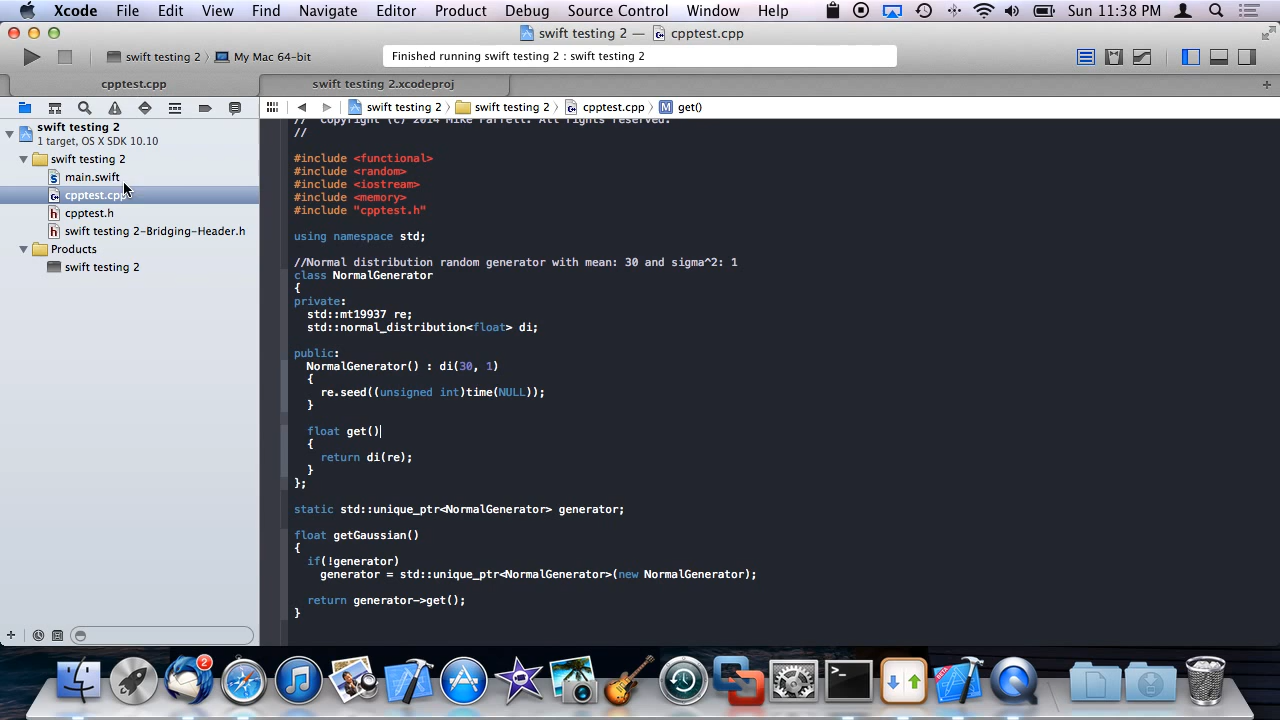 Xcode File Edit View Find Navigate Editor Product Debug Source Control Window Help Sun 11:38 PM
swift testing 2 — cpptest.cpp
swift testing 2 My Mac 64-bit Finished running swift testing 2 : swift testing 2
cpptest.cpp swift testing 2.xcodeproj
swift testing 2 swift testing 2 cpptest.cpp M get()
swift testing 2
1 target, OS X SDK 10.10
swift testing 2
main.swift
cpptest.cpp
cpptest.h
swift testing 2-Bridging-Header.h
Products
swift testing 2
// Copyright (c) 2014 Mike Farrell. All rights reserved.
//
#include <functional>
#include <random>
#include <iostream>
#include <memory>
#include "cpptest.h"
using namespace std;
//Normal distribution random generator with mean: 30 and sigma^2: 1
class NormalGenerator
{
private:
std::mt19937 re;
std::normal_distribution<float> di;
public:
NormalGenerator() : di(30, 1)
{
re.seed((unsigned int)time(NULL));
}
float get()
{
return di(re);
}
};
static std::unique_ptr<NormalGenerator> generator;
float getGaussian()
{
if(!generator)
generator = std::unique_ptr<NormalGenerator>(new NormalGenerator);
return generator->get();
}
2